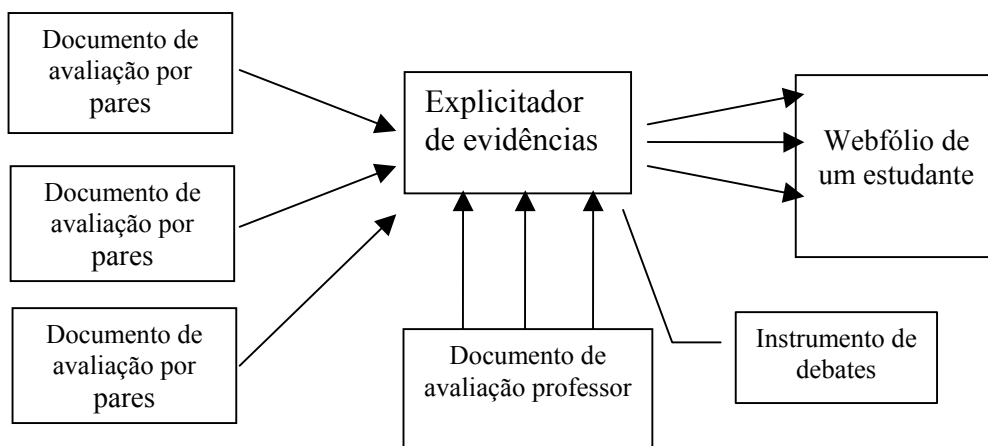 Documento de
avaliação por
pares
Documento de
avaliação por
pares
Documento de
avaliação por
pares
Explicitador
de evidências
Documento de
avaliação professor
Webfólio de
um estudante
Instrumento de
debates